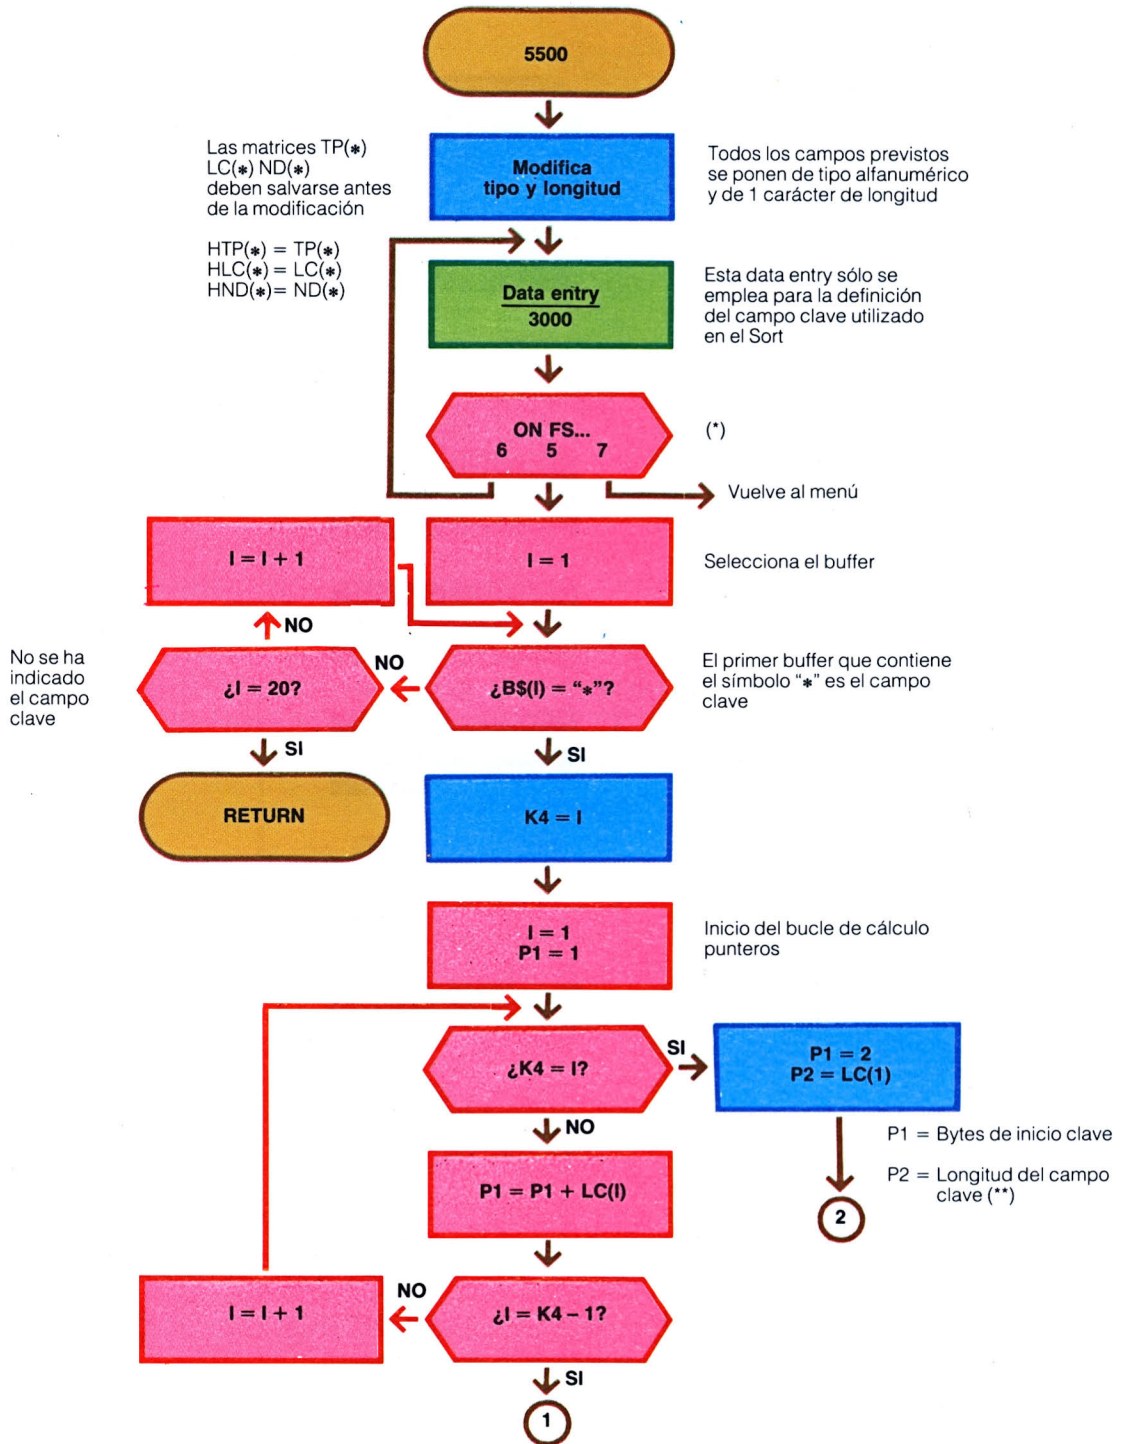 5500
Las matrices TP(*)
LC(*) ND(*)
deben salvarse antes
de la modificación
HTP(*) = TP(*)
HLC(*) = LC(*)
HND(*)= ND(*)
Modifica
tipo y longitud
Todos los campos previstos
se ponen de tipo alfanumérico
y de 1 carácter de longitud
Data entry
3000
Esta data entry sólo se
emplea para la definición
del campo clave utilizado
en el Sort
ON FS...
6 5 7
(*)
Vuelve al menú
I = I + 1
I = 1
Selecciona el buffer
NO
No se ha
indicado
el campo
clave
¿I = 20?
NO
¿B$(I) = “*”?
El primer buffer que contiene
el símbolo “*” es el campo
clave
SI
SI
RETURN
K4 = I
I = 1
P1 = 1
Inicio del bucle de cálculo
punteros
¿K4 = I?
SI
P1 = 2
P2 = LC(1)
NO
P1 = Bytes de inicio clave
P2 = Longitud del campo
clave (**)
P1 = P1 + LC(I)
2
I = I + 1
NO
¿I = K4 – 1?
SI
1